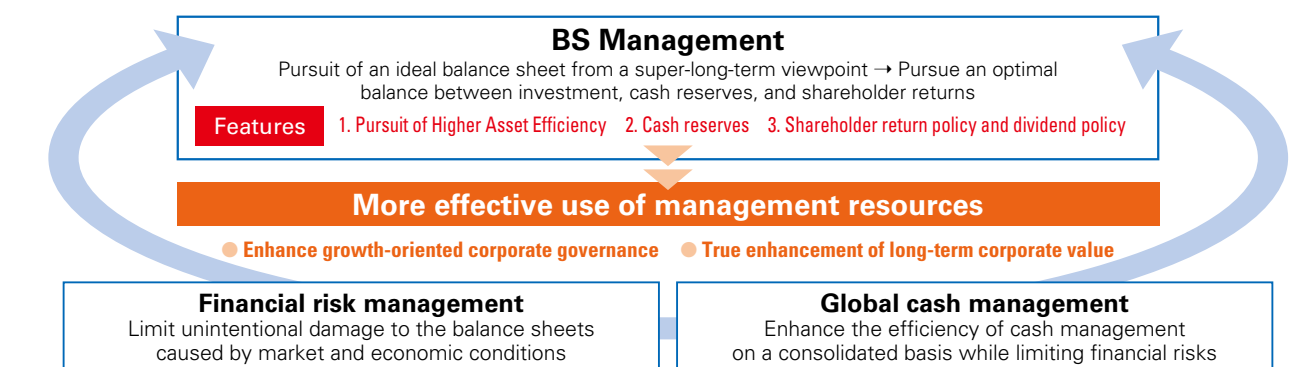 BS Management
Pursuit of an ideal balance sheet from a super-long-term viewpoint → Pursue an optimal
balance between investment, cash reserves, and shareholder returns
Features 1. Pursuit of Higher Asset Efficiency 2. Cash reserves 3. Shareholder return policy and dividend policy
More effective use of management resources
● Enhance growth-oriented corporate governance ● True enhancement of long-term corporate value
Financial risk management
Limit unintentional damage to the balance sheets
caused by market and economic conditions
Global cash management
Enhance the efficiency of cash management
on a consolidated basis while limiting financial risks